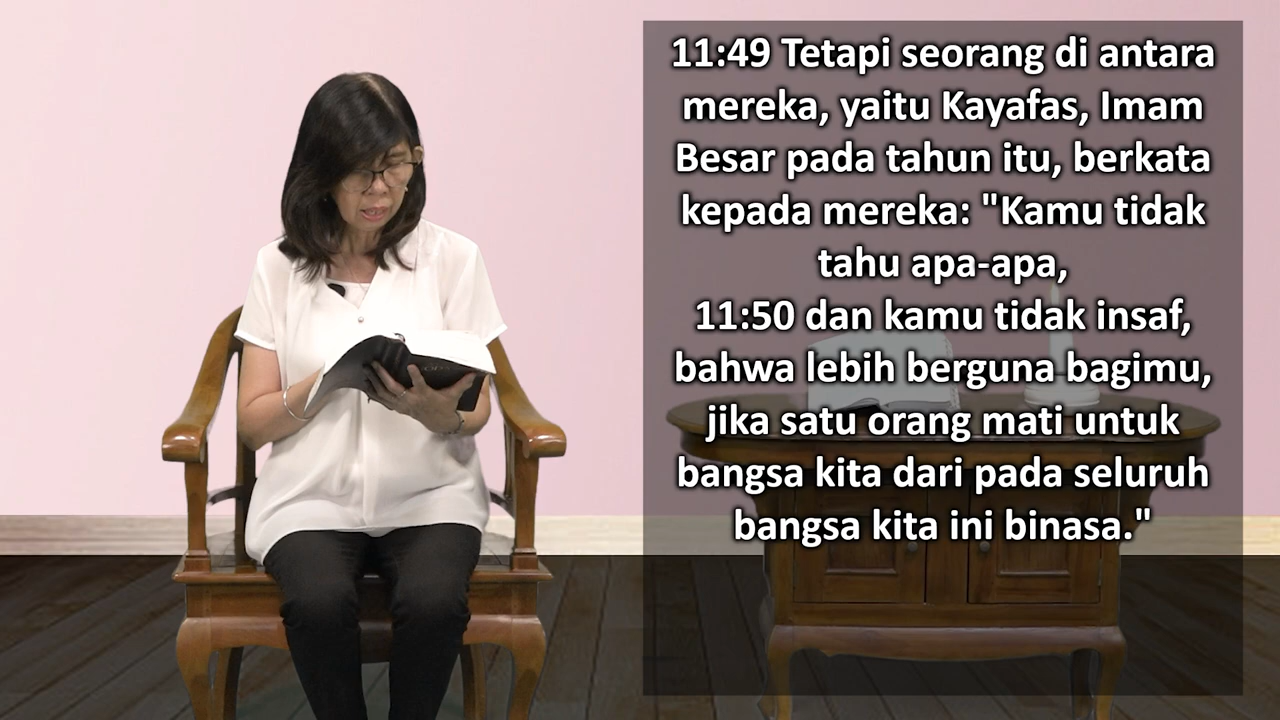 11:49 Tetapi seorang di antara
mereka, yaitu Kayafas, Imam
Besar pada tahun itu, berkata
kepada mereka: "Kamu tidak
tahu apa-apa,
11:50 dan kamu tidak insaf,
bahwa lebih berguna bagimu,
jika satu orang mati untuk
bangsa kita dari pada seluruh
bangsa kita ini binasa."